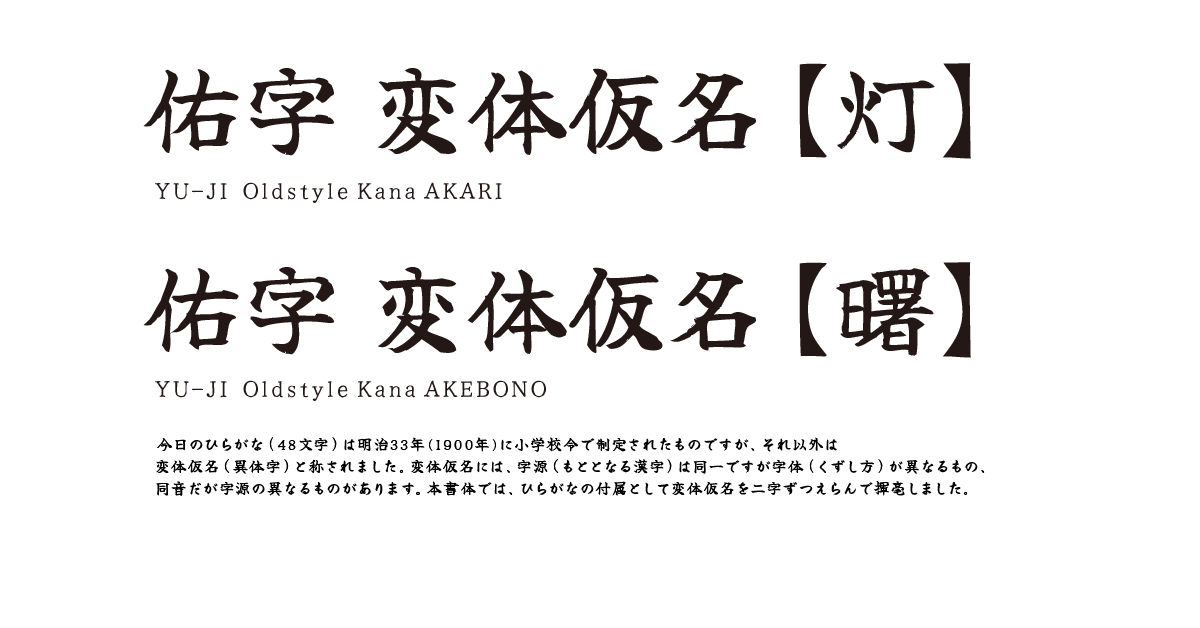 佑字 変体仮名【灯】
YU-JI Oldstyle Kana AKARI
佑字 変体仮名【曙】
YU-JI Oldstyle Kana AKEBONO
今日のひらがな(48文字)は明治33年(1900年)に小学校令で制定されたものですが、それ以外は
変体仮名(異体字)と称されました。変体仮名には、字源(もととなる漢字)は同一ですが字体(くずし方)が異なるもの、
同音だが字源の異なるものがあります。本書体では、ひらがなの付属として変体仮名を二字ずつえらんで揮毫しました。